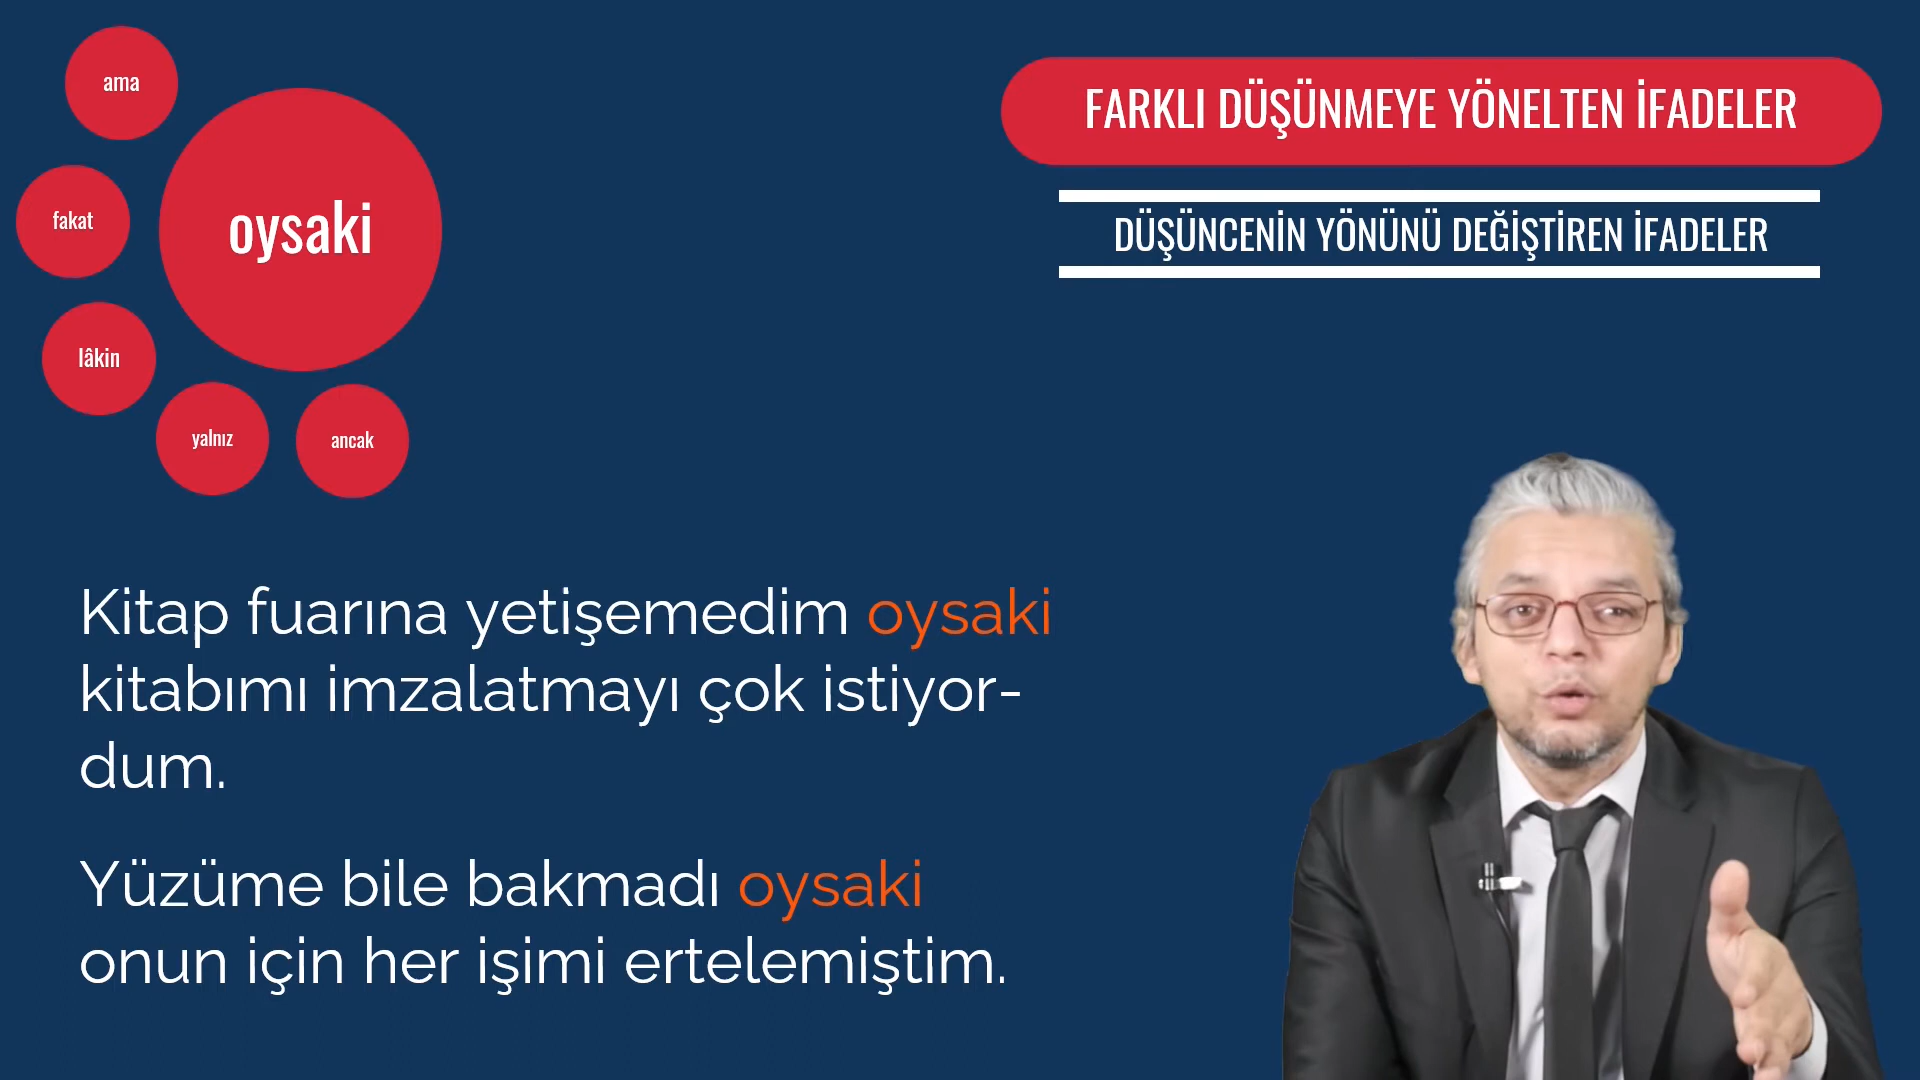 ama
fakat
oysaki
lâkin
yalnız
ancak
FARKLI DÜŞÜNMEYE YÖNELTEN İFADELER
DÜŞÜNCENİN YÖNÜNÜ DEĞİŞTİREN İFADELER
Kitap fuarına yetişemedim oysaki
kitabımı imzalatmayı çok istiyor-
dum.
Yüzüme bile bakmadı oysaki
onun için her işimi ertelemiştim.